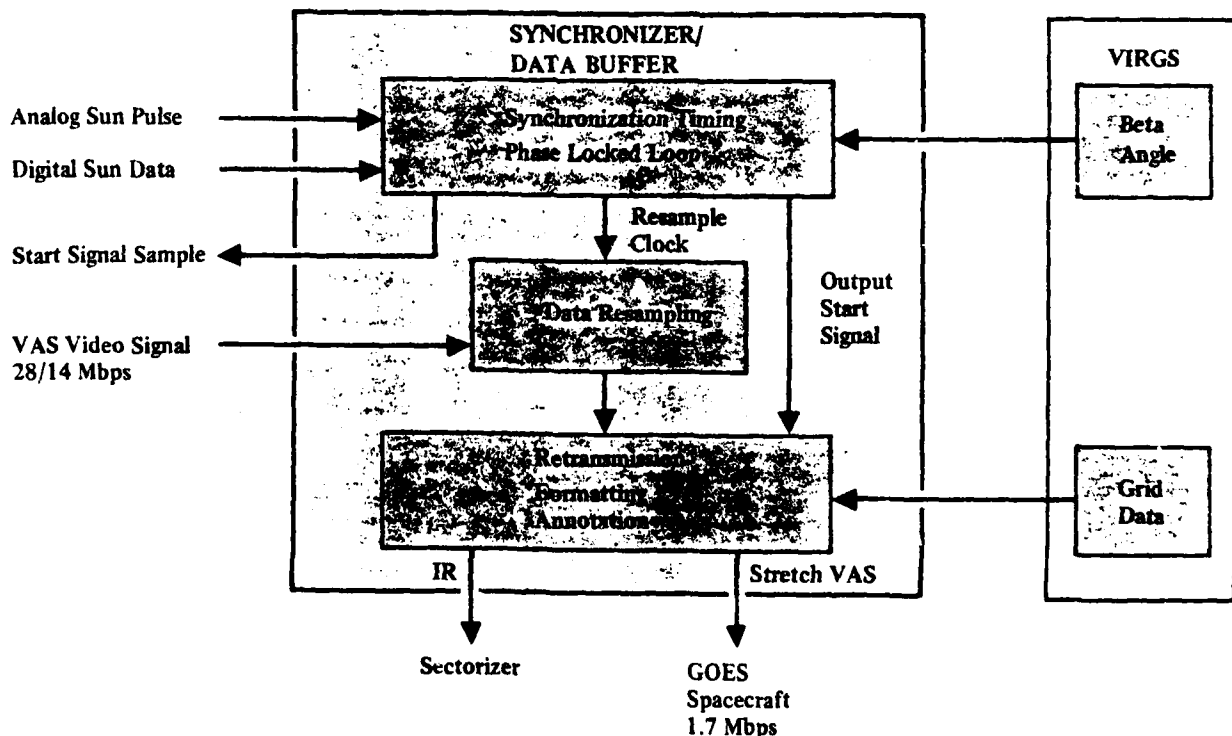 SYNCHRONIZER/
DATA BUFFER
VIRGS
Analog Sun Pulse
Digital Sun Data
Synchronization Timing
Phase Locked Loop
Beta
Angle
Start Signal Sample
Resample
Clock
Output
Start
Signal
Data Resampling
VAS Video Signal
28/14 Mbps
Retransmission
Formatting
Annotation
Grid
Data
IR
Stretch VAS
Sectorizer
GOES
Spacecraft
1.7 Mbps